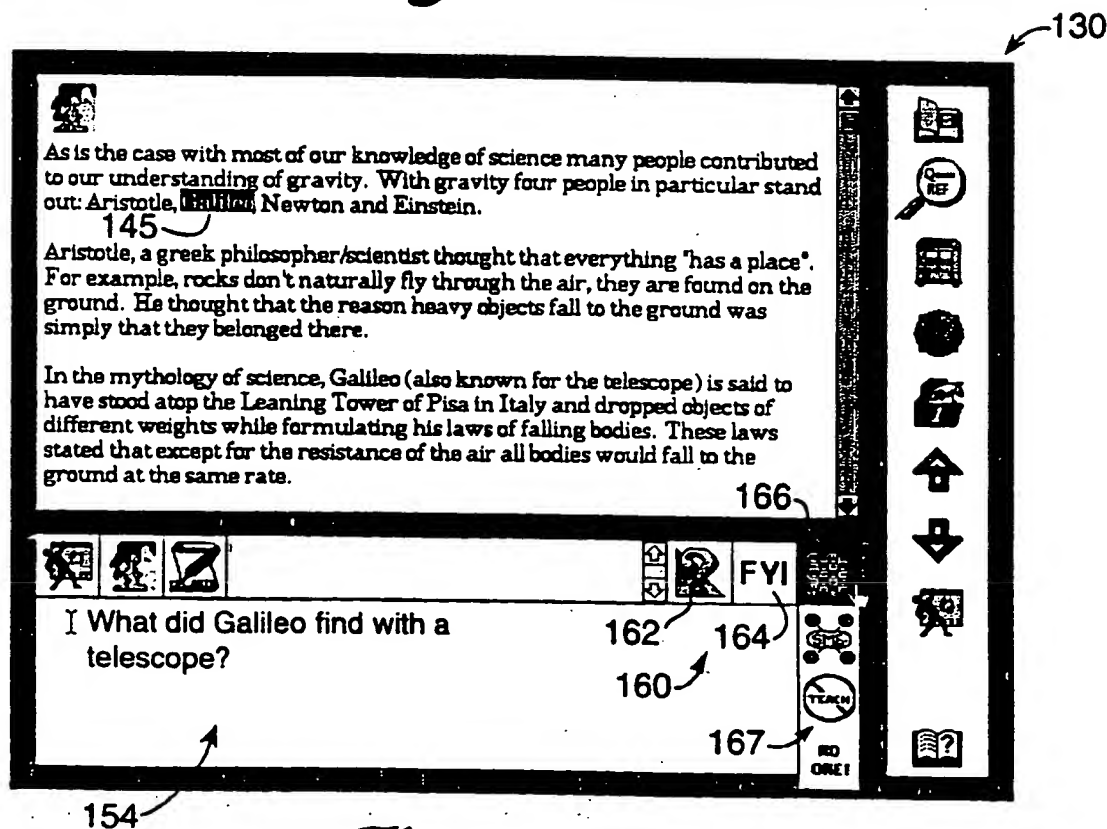 130
As is the case with most of our knowledge of science many people contributed
to our understanding of gravity. With gravity four people in particular stand
out: Aristotle, Galileo, Newton and Einstein.
145
Aristotle, a greek philosopher/scientist thought that everything "has a place".
For example, rocks don't naturally fly through the air, they are found on the
ground. He thought that the reason heavy objects fall to the ground was
simply that they belonged there.
In the mythology of science, Galileo (also known for the telescope) is said to
have stood atop the Leaning Tower of Pisa in Italy and dropped objects of
different weights while formulating his laws of falling bodies. These laws
stated that except for the resistance of the air all bodies would fall to the
ground at the same rate.
REF
166
FYI
What did Galileo find with a
telescope?
162
164
160
SMS
TEACH
167
154